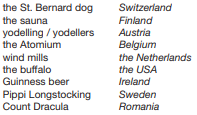 the St. Bernard dog Switzerland
the sauna Finland
yodelling / yodellers Austria
the Atomium Belgium
wind mills the Netherlands
the buffalo the USA
Guinness beer Ireland
Pippi Longstocking Sweden
Count Dracula Romania